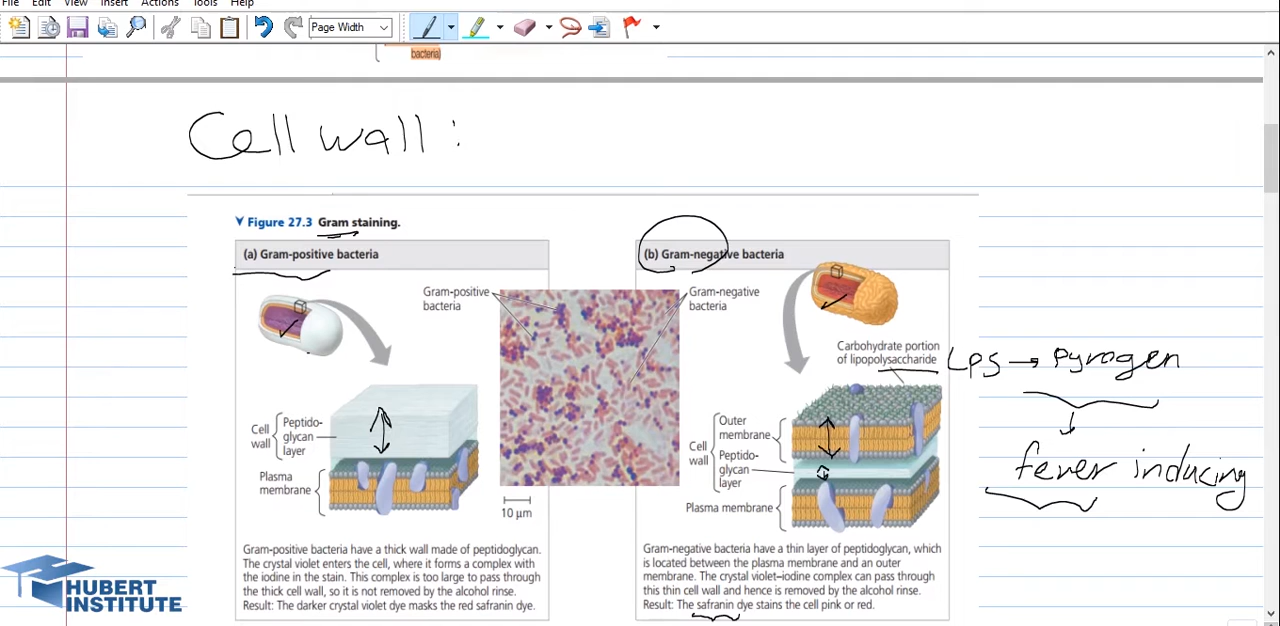 File Edit View Insert Actions Tools Help
Page Width
bacteria)
Cell wall :
Figure 27.3 Gram staining.
(a) Gram-positive bacteria
(b) Gram-negative bacteria
Gram-positive
bacteria
Gram-negative
bacteria
Carbohydrate portion
of lipopolysaccharide
LPS → pyrogen
fever inducing
Cell
wall
Peptido-
glycan
layer
Plasma
membrane
10 µm
Cell
wall
Outer
membrane
Peptido-
glycan
layer
Plasma membrane
Gram-positive bacteria have a thick wall made of peptidoglycan.
The crystal violet enters the cell, where it forms a complex with
the iodine in the stain. This complex is too large to pass through
the thick cell wall, so it is not removed by the alcohol rinse.
Result: The darker crystal violet dye masks the red safranin dye.
Gram-negative bacteria have a thin layer of peptidoglycan, which
is located between the plasma membrane and an outer
membrane. The crystal violet–iodine complex can pass through
this thin cell wall and hence is removed by the alcohol rinse.
Result: The safranin dye stains the cell pink or red.
HUBERT
INSTITUTE